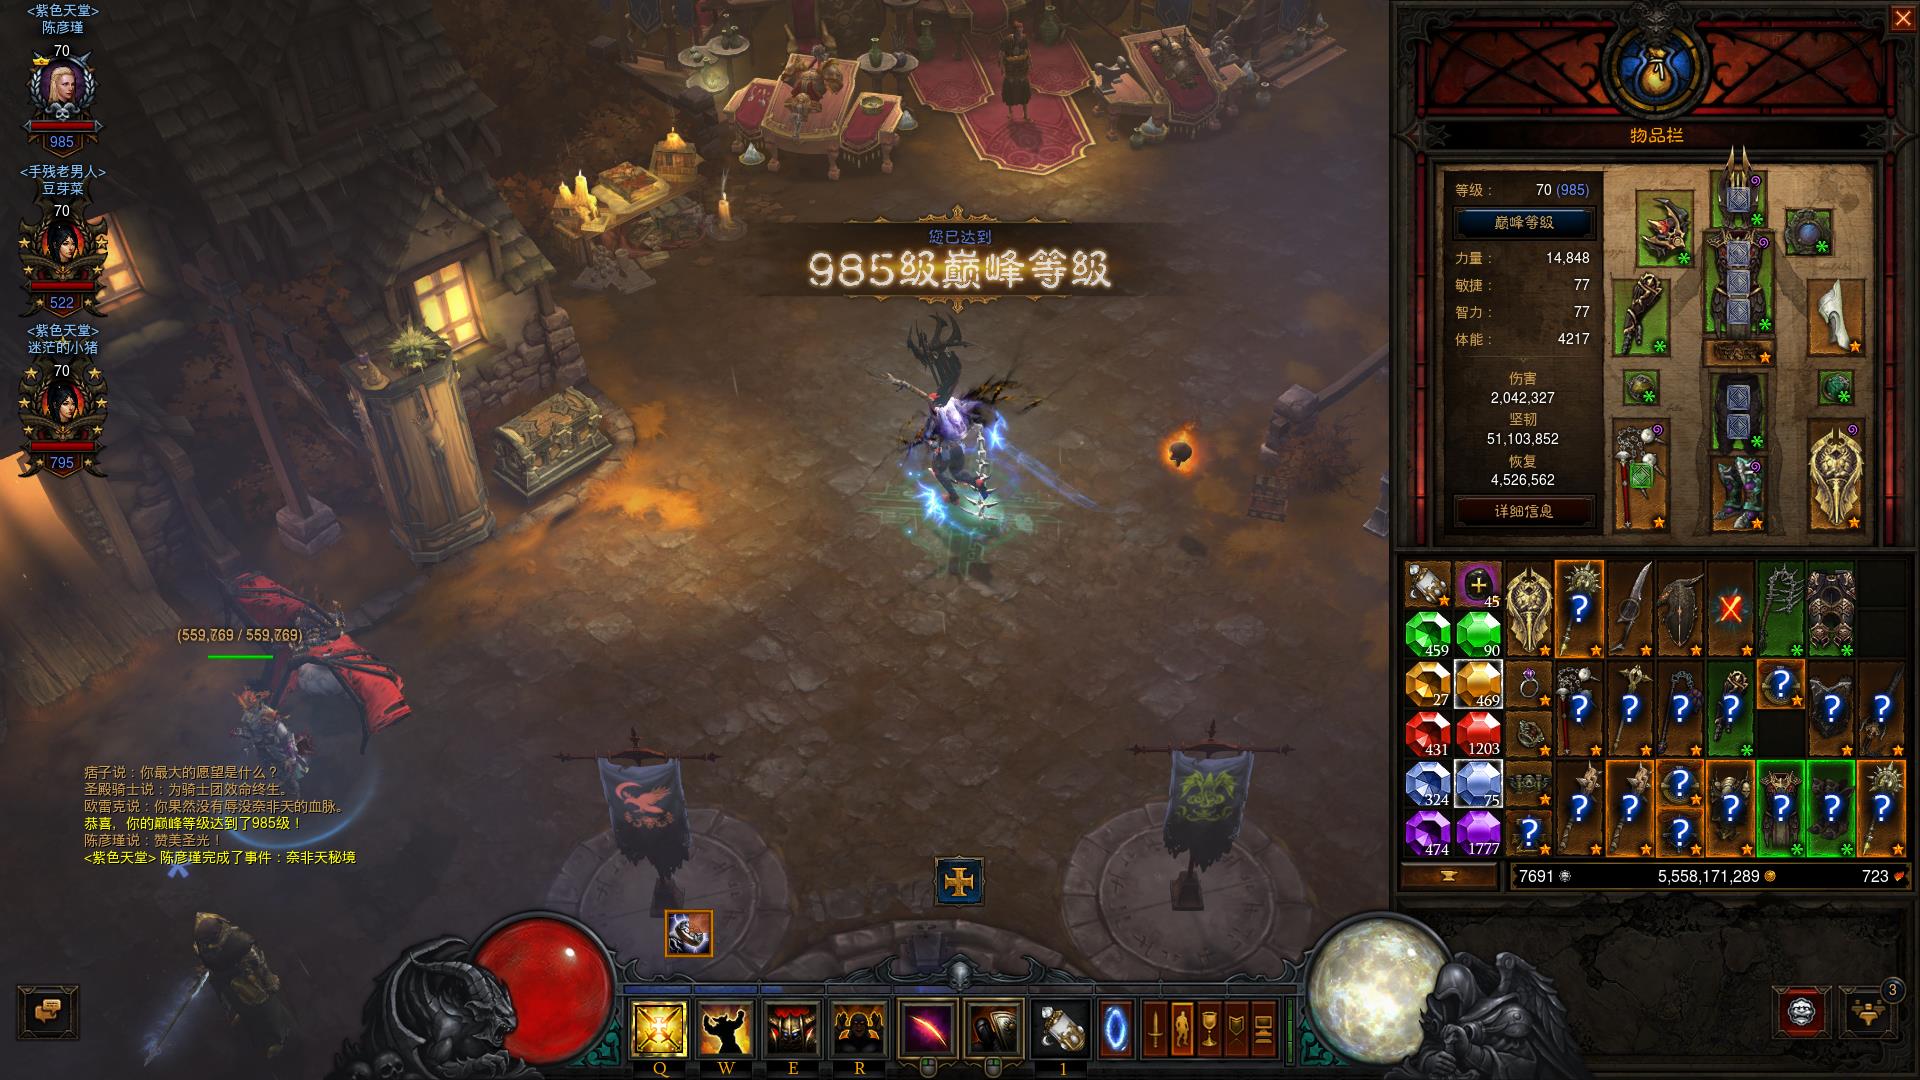 <紫色天堂>
陈彦瑾
70
985
<手残老男人>
豆芽菜
70
522
<紫色天堂>
迷茫的小猪
70
795
您已达到
985级巅峰等级
(559,769 / 559,769)
痞子说：你最大的愿望是什么？
圣殿骑士说：为骑士团效命终生。
欧雷克说：你果然没有辱没奈非天的血脉。
恭喜，你的巅峰等级达到了985级！
陈彦瑾说：赞美圣光！
<紫色天堂> 陈彦瑾完成了事件：奈非天秘境
Q W E R 1
物品栏
等级： 70 (985)
巅峰等级
力量： 14,848
敏捷： 77
智力： 77
体能： 4217
伤害
2,042,327
坚韧
51,103,852
恢复
4,526,562
详细信息
45
?
459 90
27 469
? ? ? ? ? ? ?
431 1203
324 75
? ? ? ? ? ? ?
474 1777
? ?
7691 5,558,171,289 723
3